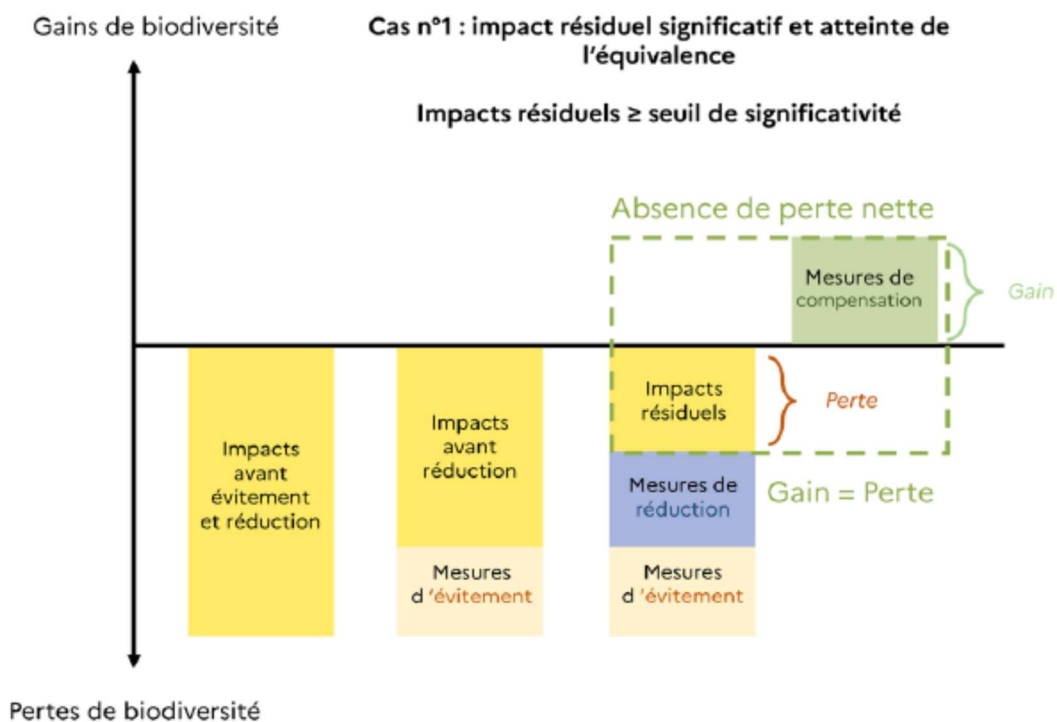 Gains de biodiversité
Cas n°1 : impact résiduel significatif et atteinte de
l'équivalence
Impacts résiduels ≥ seuil de significativité
Absence de perte nette
Mesures de
compensation
Gain
Impacts
avant
évitement
et réduction
Impacts
avant
réduction
Mesures
d 'évitement
Impacts
résiduels
Perte
Mesures de
réduction
Gain = Perte
Mesures
d 'évitement
Pertes de biodiversité